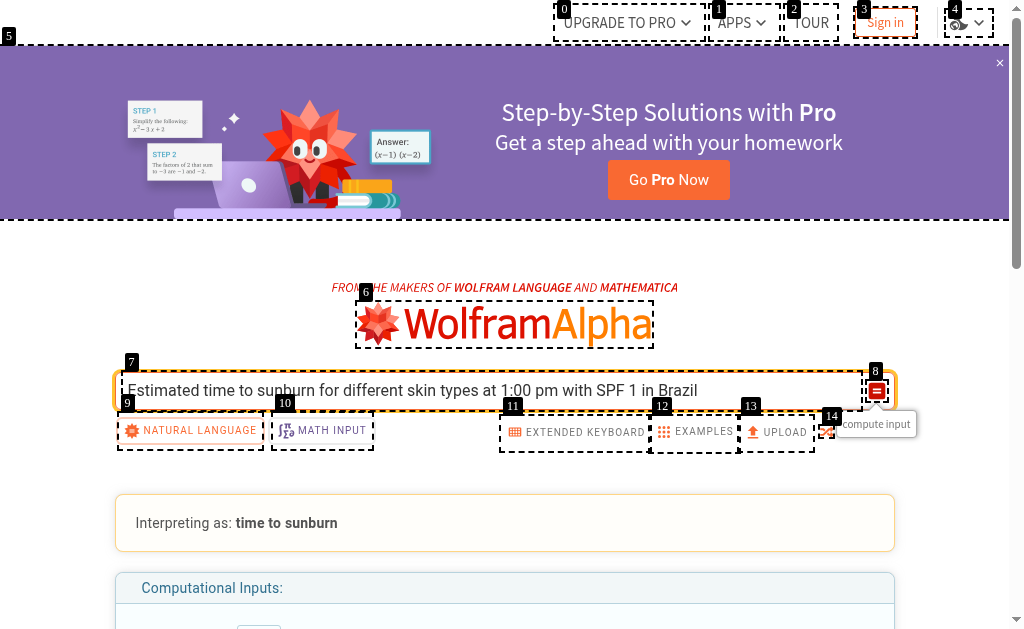 0
UPGRADE TO PRO
1
APPS
2
TOUR
3
Sign in
4
5
×
STEP 1
Simplify the following:
x² − 3 x + 2
STEP 2
The factors of 2 that sum
to −3 are −1 and −2.
Answer:
(x−1) (x−2)
Step-by-Step Solutions with Pro
Get a step ahead with your homework
Go Pro Now
6
FROM THE MAKERS OF WOLFRAM LANGUAGE AND MATHEMATICA
WolframAlpha
7
8
Estimated time to sunburn for different skin types at 1:00 pm with SPF 1 in Brazil
=
9
NATURAL LANGUAGE
10
MATH INPUT
11
EXTENDED KEYBOARD
12
EXAMPLES
13
UPLOAD
14
compute input
Interpreting as: time to sunburn
Computational Inputs: